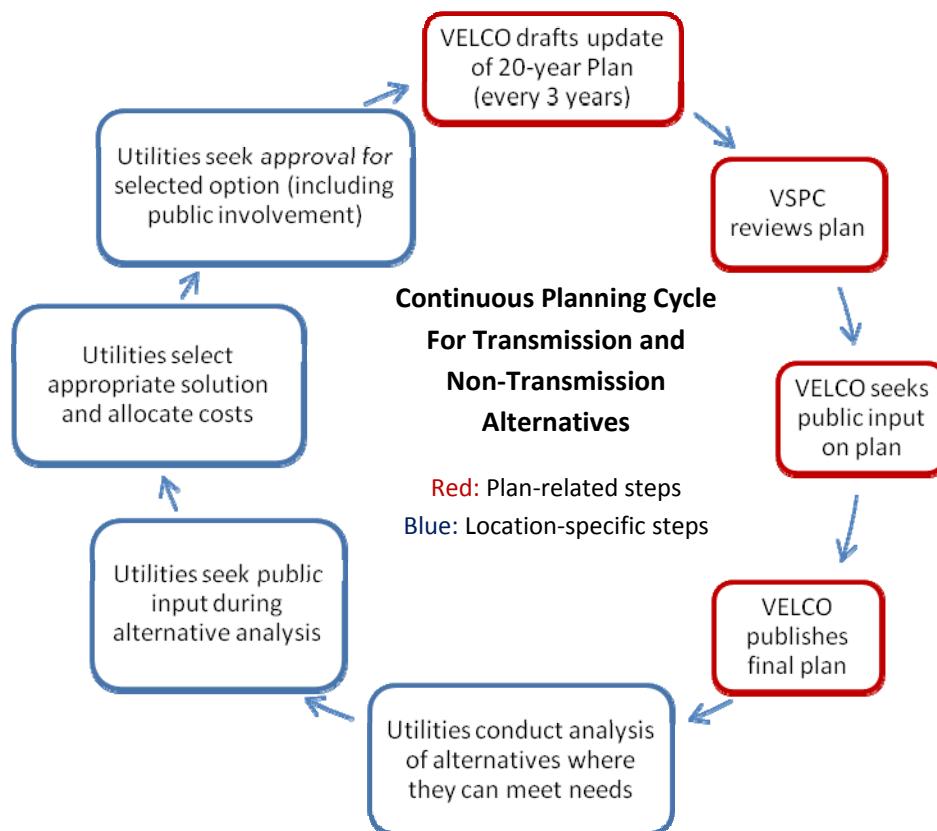 VELCO drafts update
of 20-year Plan
(every 3 years)
VSPC
reviews plan
VELCO seeks
public input
on plan
VELCO
publishes
final plan
Utilities conduct analysis
of alternatives where
they can meet needs
Utilities seek public
input during
alternative analysis
Utilities select
appropriate solution
and allocate costs
Utilities seek approval for
selected option (including
public involvement)
Continuous Planning Cycle
For Transmission and
Non-Transmission
Alternatives
Red: Plan-related steps
Blue: Location-specific steps